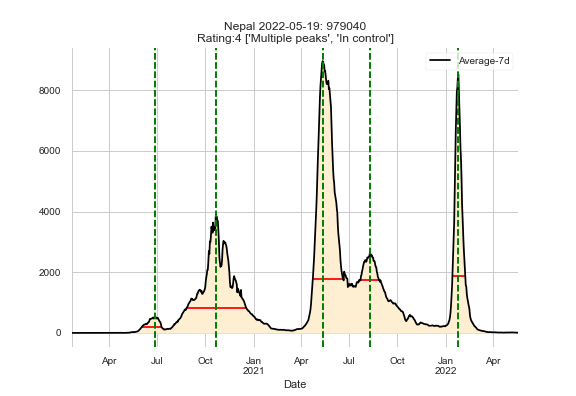 Nepal 2022-05-19: 979040
Rating:4 ['Multiple peaks', 'In control']
Average-7d
8000
6000
4000
2000
0
Apr Jul Oct Jan Apr Jul Oct Jan Apr
2021 2022
Date